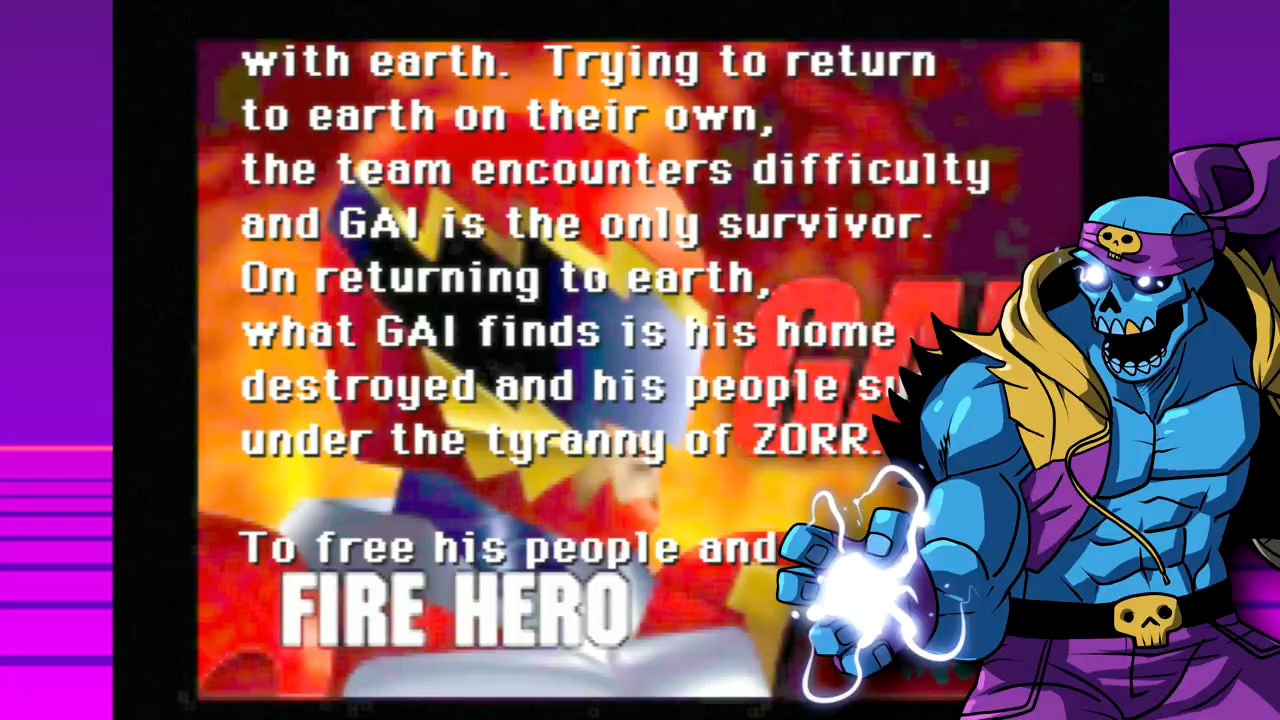 with earth. Trying to return
to earth on their own,
the team encounters difficulty
and GAI is the only survivor.
On returning to earth,
what GAI finds is his home
GAI
destroyed and his people
under the tyranny of ZORR.
To free his people and
FIRE HERO